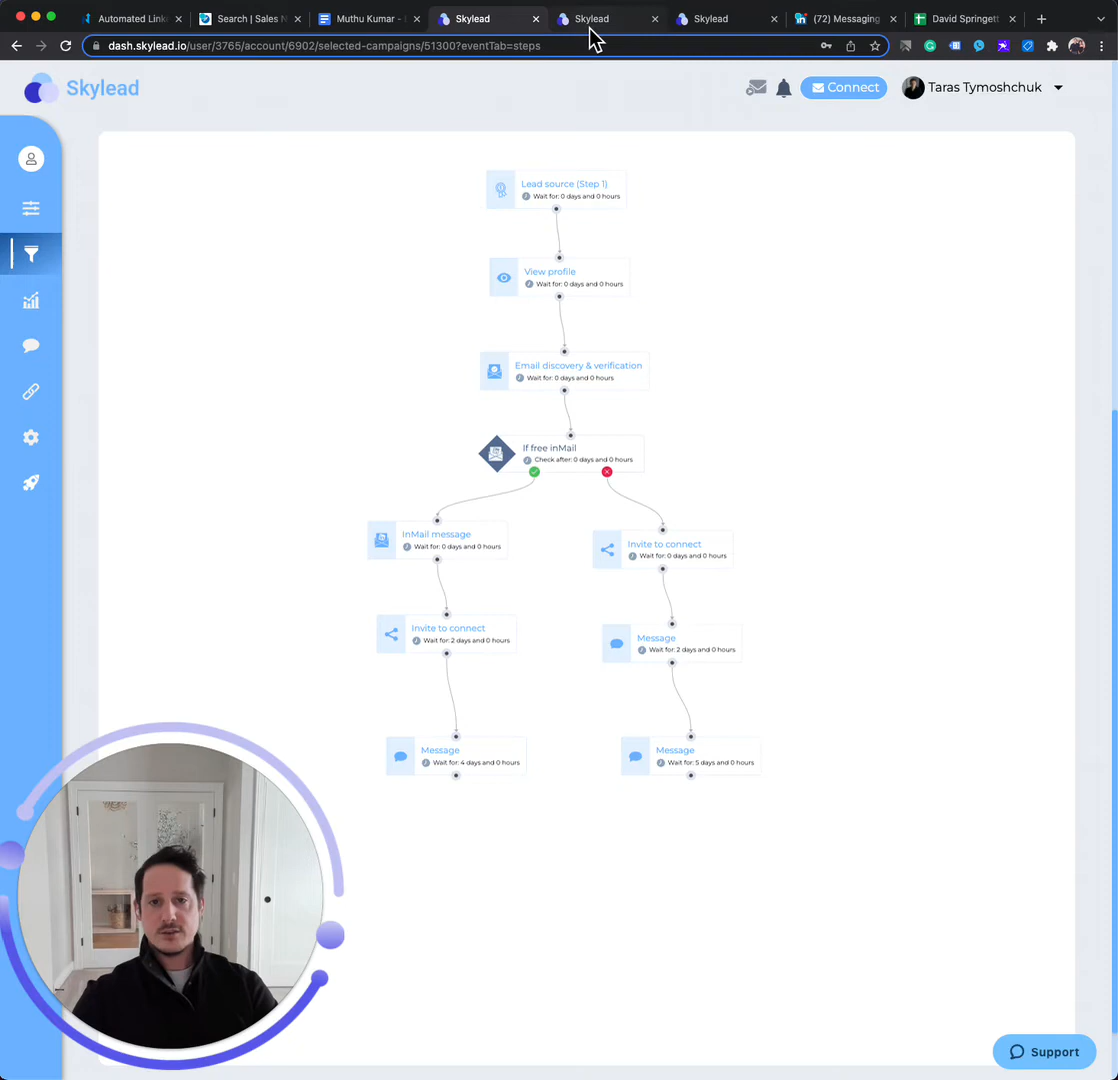 Automated Linke
Search | Sales N
Muthu Kumar -
Skylead
Skylead
Skylead
(72) Messaging
David Springett
dash.skylead.io/user/3765/account/6902/selected-campaigns/51300?eventTab=steps
Skylead
Connect
Taras Tymoshchuk
Lead source (Step 1)
Wait for: 0 days and 0 hours
View profile
Wait for: 0 days and 0 hours
Email discovery & verification
Wait for: 0 days and 0 hours
If free inMail
Check after: 0 days and 0 hours
InMail message
Wait for: 0 days and 0 hours
Invite to connect
Wait for: 0 days and 0 hours
Invite to connect
Wait for: 2 days and 0 hours
Message
Wait for: 2 days and 0 hours
Message
Wait for: 4 days and 0 hours
Message
Wait for: 5 days and 0 hours
Support